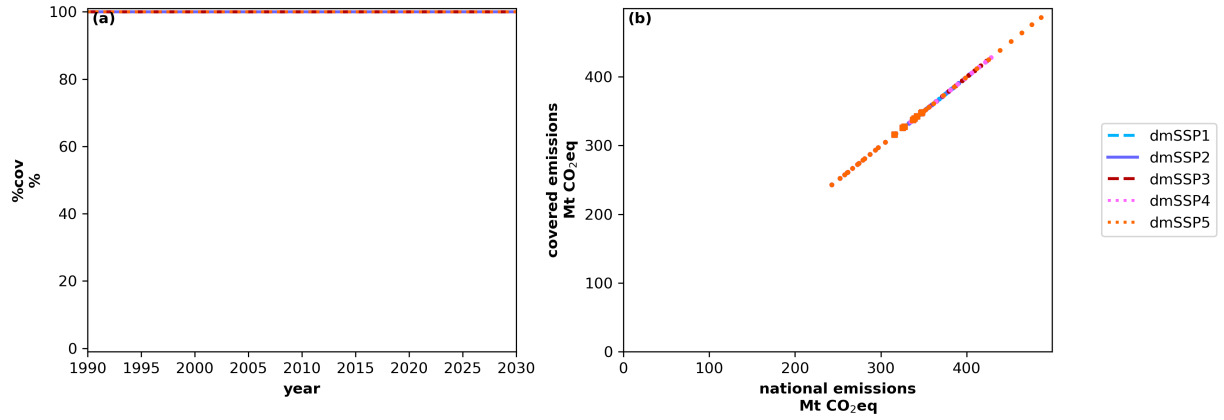 (a)
100
80
60
40
20
0
%cov
%
1990 1995 2000 2005 2010 2015 2020 2025 2030
year
(b)
400
300
200
100
0
covered emissions
Mt CO₂eq
0 100 200 300 400
national emissions
Mt CO₂eq
dmSSP1
dmSSP2
dmSSP3
dmSSP4
dmSSP5